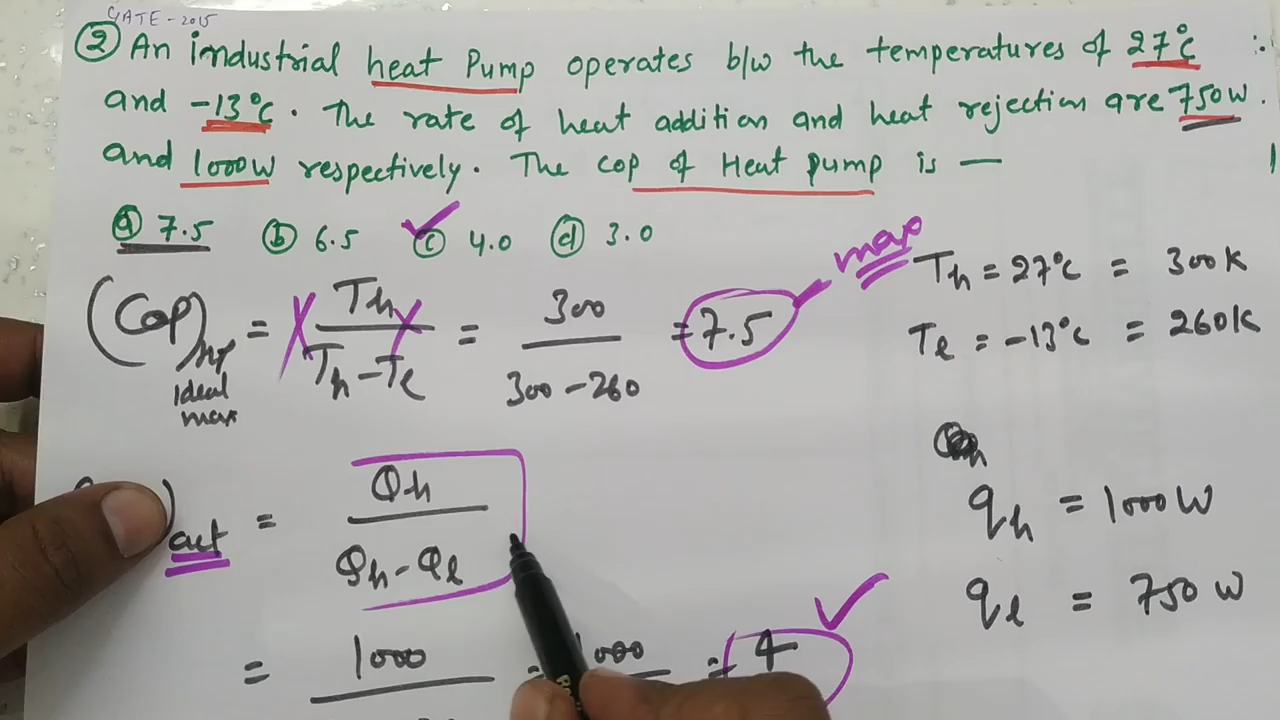 GATE - 2015
② An industrial heat Pump operates b/w the temperatures of 27°C
and -13°C. The rate of heat addition and heat rejection are 750W.
and 1000W respectively. The COP of Heat pump is —
ⓐ 7.5 ⓑ 6.5 ⓒ 4.0 ⓓ 3.0
max
(COP)HP ideal max = Th / Th - Tl = 300 / 300 - 260 = 7.5
Th = 27°C = 300K
Tl = -13°C = 260K
act = Qh / Qh - Ql
qh = 1000W
ql = 750W
= 1000 = 1000 = 4